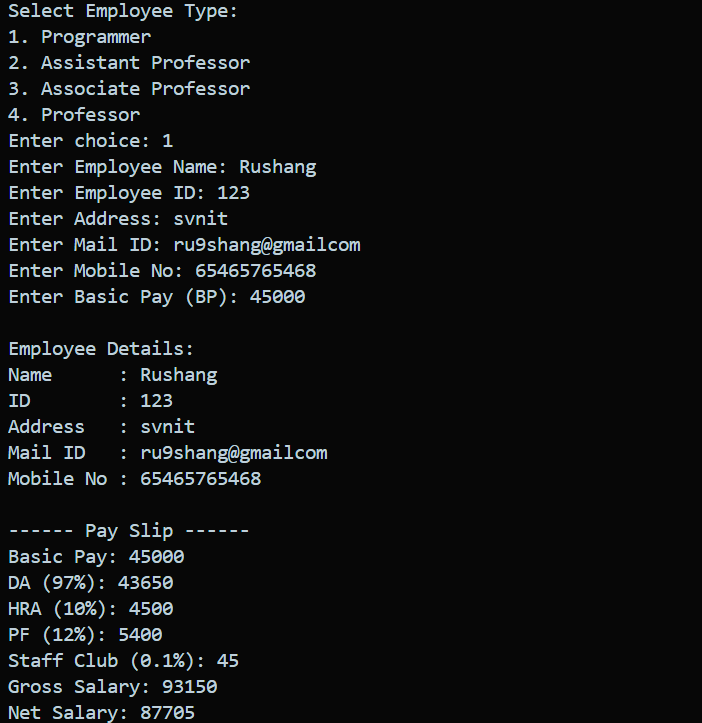 Select Employee Type:
1. Programmer
2. Assistant Professor
3. Associate Professor
4. Professor
Enter choice: 1
Enter Employee Name: Rushang
Enter Employee ID: 123
Enter Address: svnit
Enter Mail ID: ru9shang@gmailcom
Enter Mobile No: 65465765468
Enter Basic Pay (BP): 45000

Employee Details:
Name      : Rushang
ID        : 123
Address   : svnit
Mail ID   : ru9shang@gmailcom
Mobile No : 65465765468

------ Pay Slip ------
Basic Pay: 45000
DA (97%): 43650
HRA (10%): 4500
PF (12%): 5400
Staff Club (0.1%): 45
Gross Salary: 93150
Net Salary: 87705